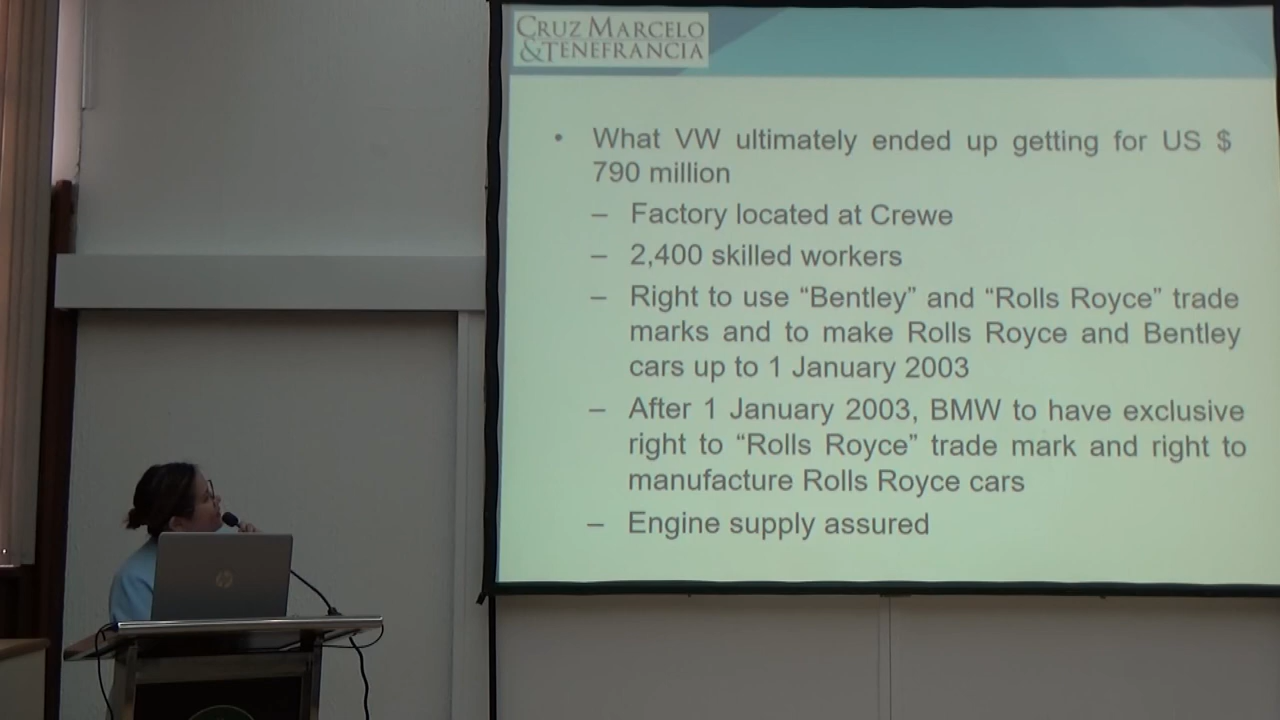 CRUZ MARCELO
& TENEFRANCIA
• What VW ultimately ended up getting for US $
790 million
– Factory located at Crewe
– 2,400 skilled workers
– Right to use “Bentley” and “Rolls Royce” trade
marks and to make Rolls Royce and Bentley
cars up to 1 January 2003
– After 1 January 2003, BMW to have exclusive
right to “Rolls Royce” trade mark and right to
manufacture Rolls Royce cars
– Engine supply assured
hp